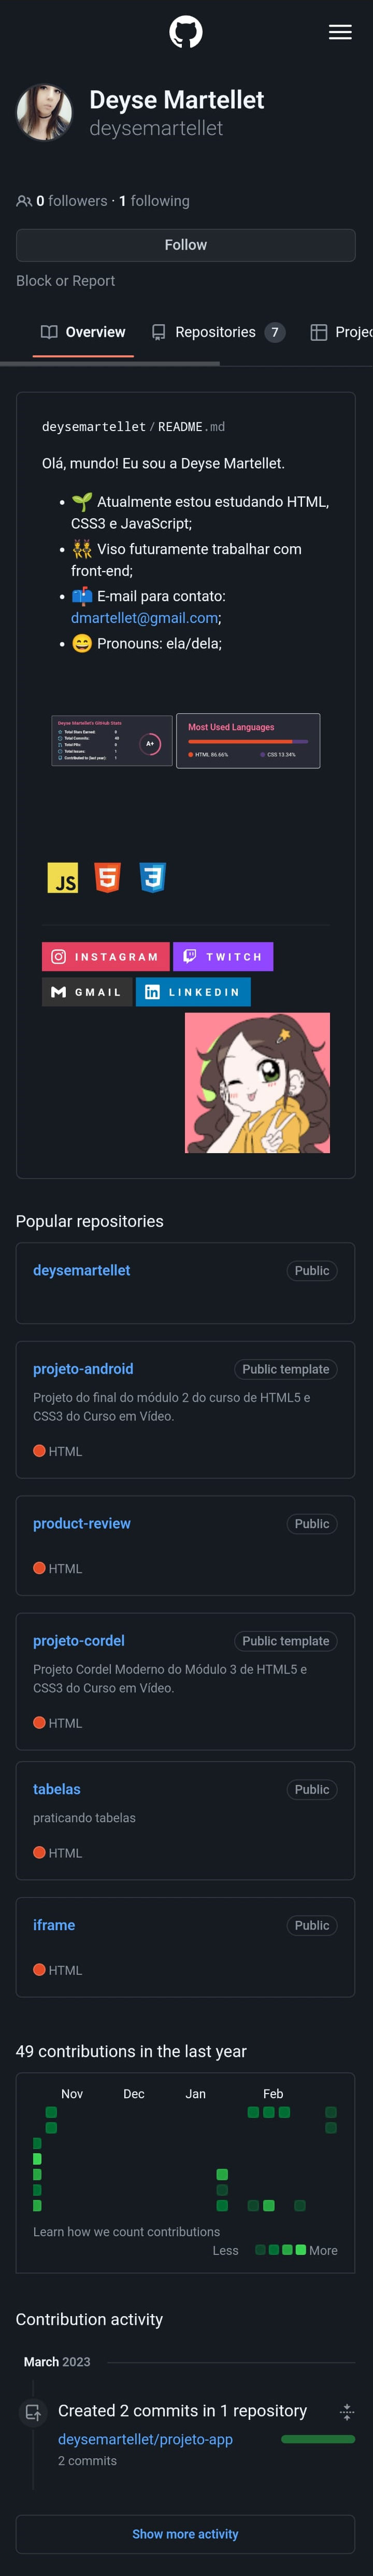 Deyse Martellet
deysemartellet
0 followers · 1 following
Follow
Block or Report
Overview
Repositories 7
Projec
deysemartellet / README.md
Olá, mundo! Eu sou a Deyse Martellet.
• 🌱 Atualmente estou estudando HTML,
CSS3 e JavaScript;
• 👯 Viso futuramente trabalhar com
front-end;
• 📫 E-mail para contato:
dmartellet@gmail.com;
• 😄 Pronouns: ela/dela;
Deyse Martellet's GitHub Stats
Total Stars Earned:
Total Commits:
Total PRs:
Total Issues:
Contributed to (last year):
A+
Most Used Languages
HTML 86.66%
CSS 13.34%
JS
5
3
INSTAGRAM
TWITCH
GMAIL
LINKEDIN
Popular repositories
deysemartellet
Public
projeto-android
Public template
Projeto do final do módulo 2 do curso de HTML5 e
CSS3 do Curso em Vídeo.
HTML
product-review
Public
HTML
projeto-cordel
Public template
Projeto Cordel Moderno do Módulo 3 de HTML5 e
CSS3 do Curso em Vídeo.
HTML
tabelas
Public
praticando tabelas
HTML
iframe
Public
HTML
49 contributions in the last year
Nov Dec Jan Feb
Learn how we count contributions
Less More
Contribution activity
March 2023
Created 2 commits in 1 repository
deysemartellet/projeto-app
2 commits
Show more activity